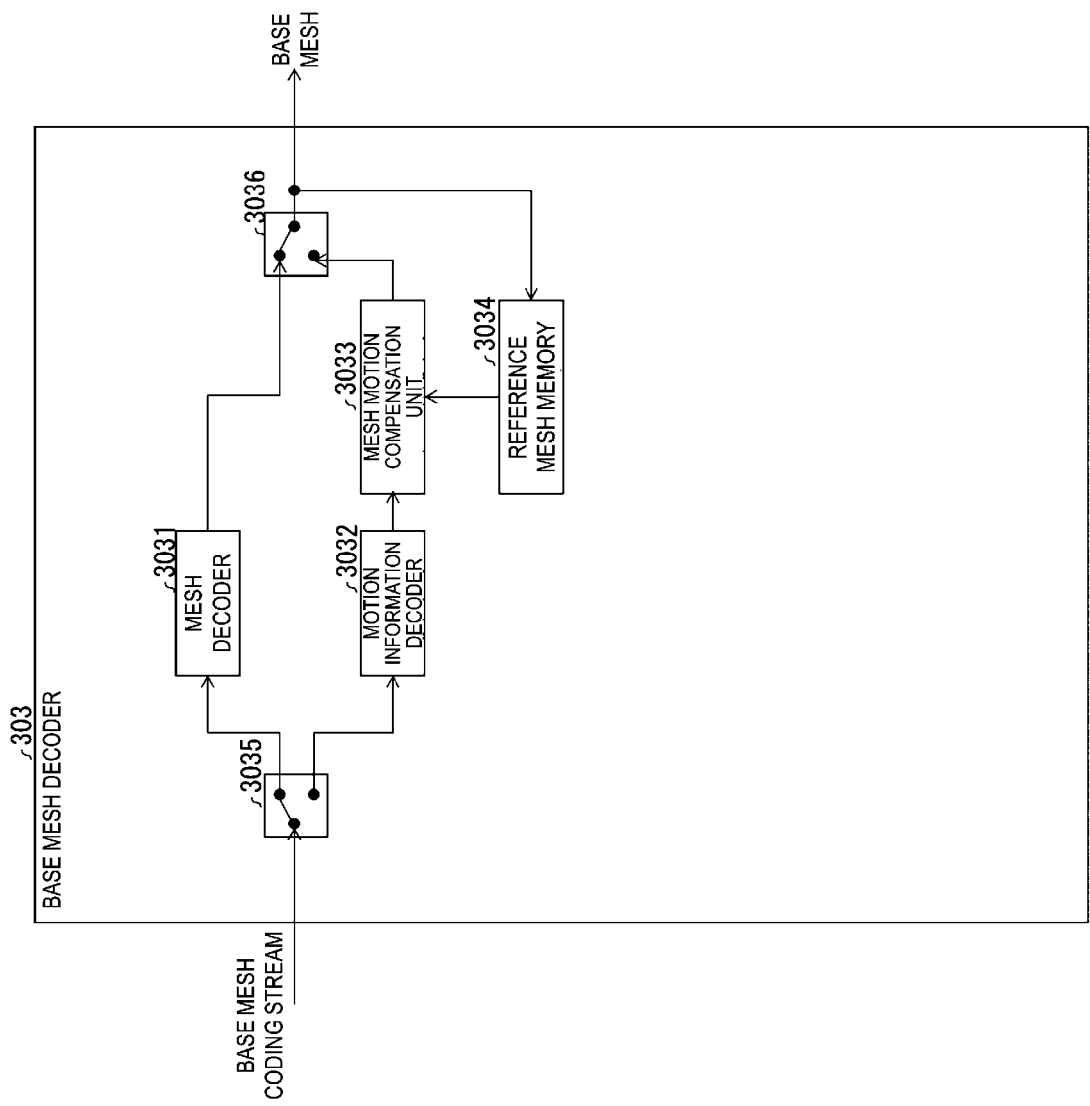 303
BASE MESH DECODER
BASE MESH
CODING STREAM
3035
3031
MESH
DECODER
3032
MOTION
INFORMATION
DECODER
3033
MESH MOTION
COMPENSATION
UNIT
3034
REFERENCE
MESH MEMORY
3036
BASE
MESH